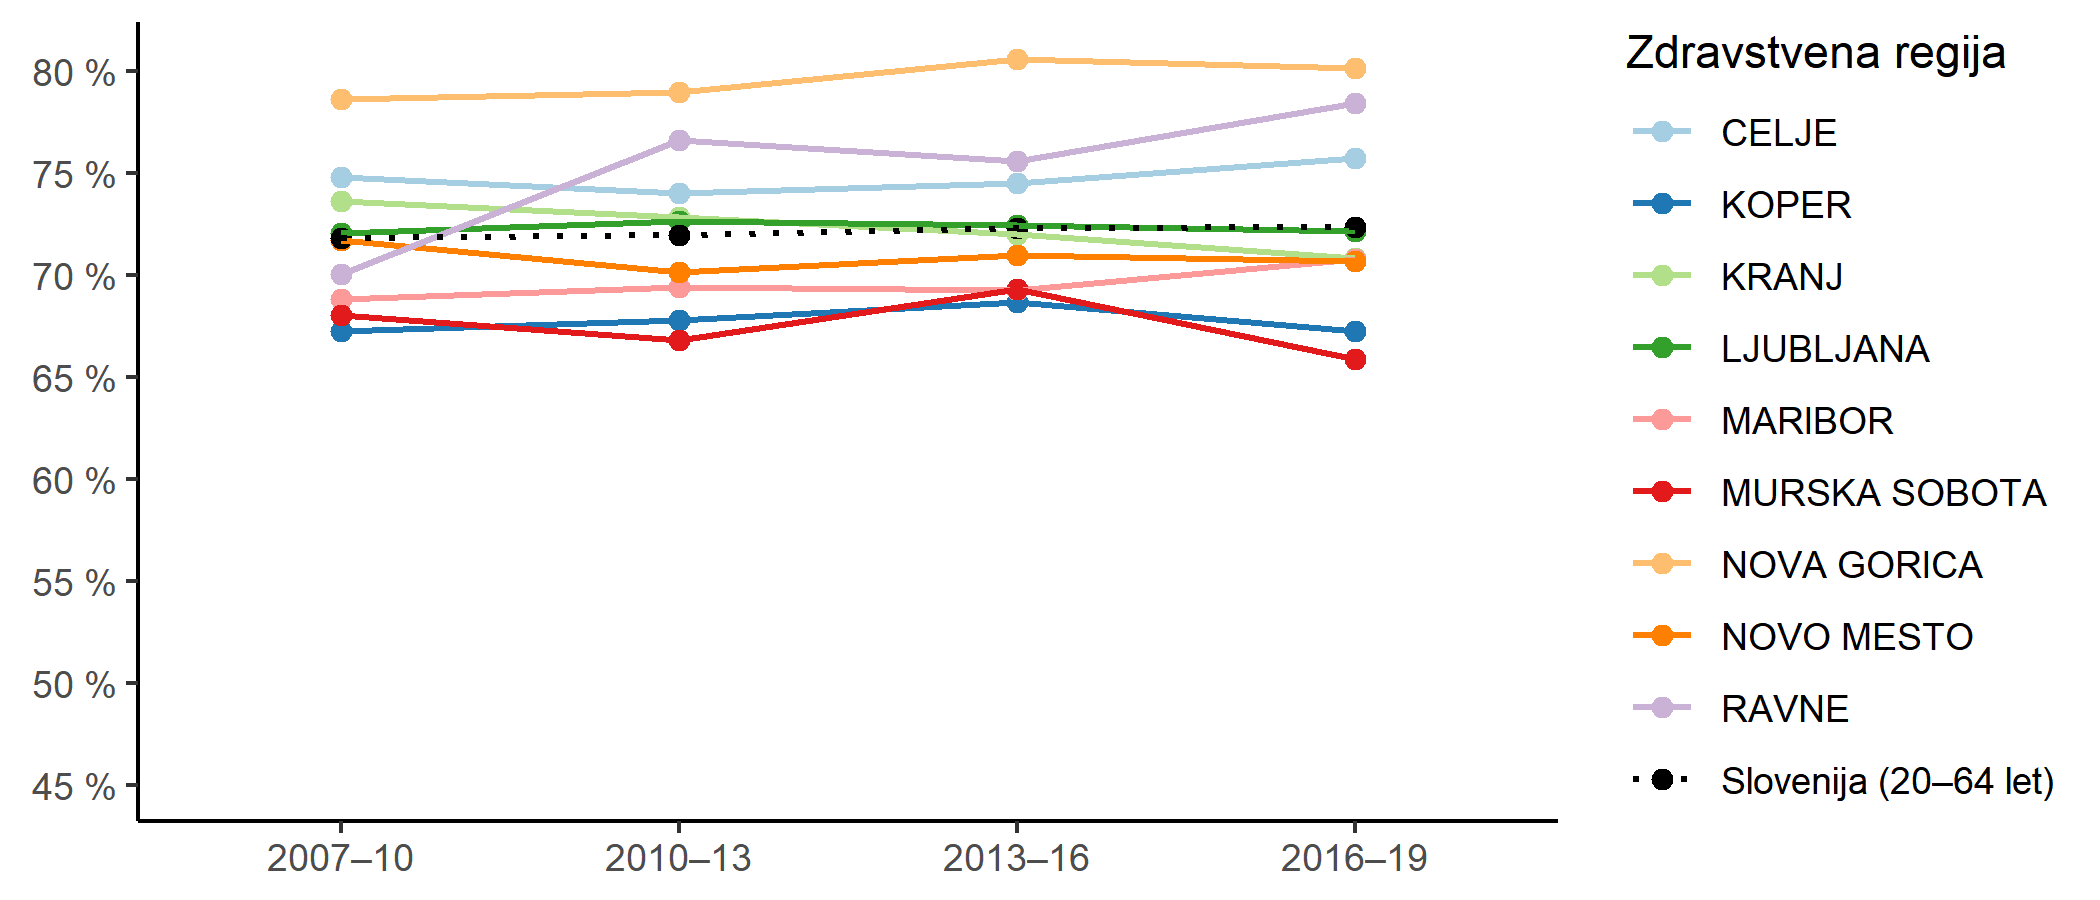 80 %
75 %
70 %
65 %
60 %
55 %
50 %
45 %
2007–10 2010–13 2013–16 2016–19
Zdravstvena regija
CELJE
KOPER
KRANJ
LJUBLJANA
MARIBOR
MURSKA SOBOTA
NOVA GORICA
NOVO MESTO
RAVNE
Slovenija (20–64 let)